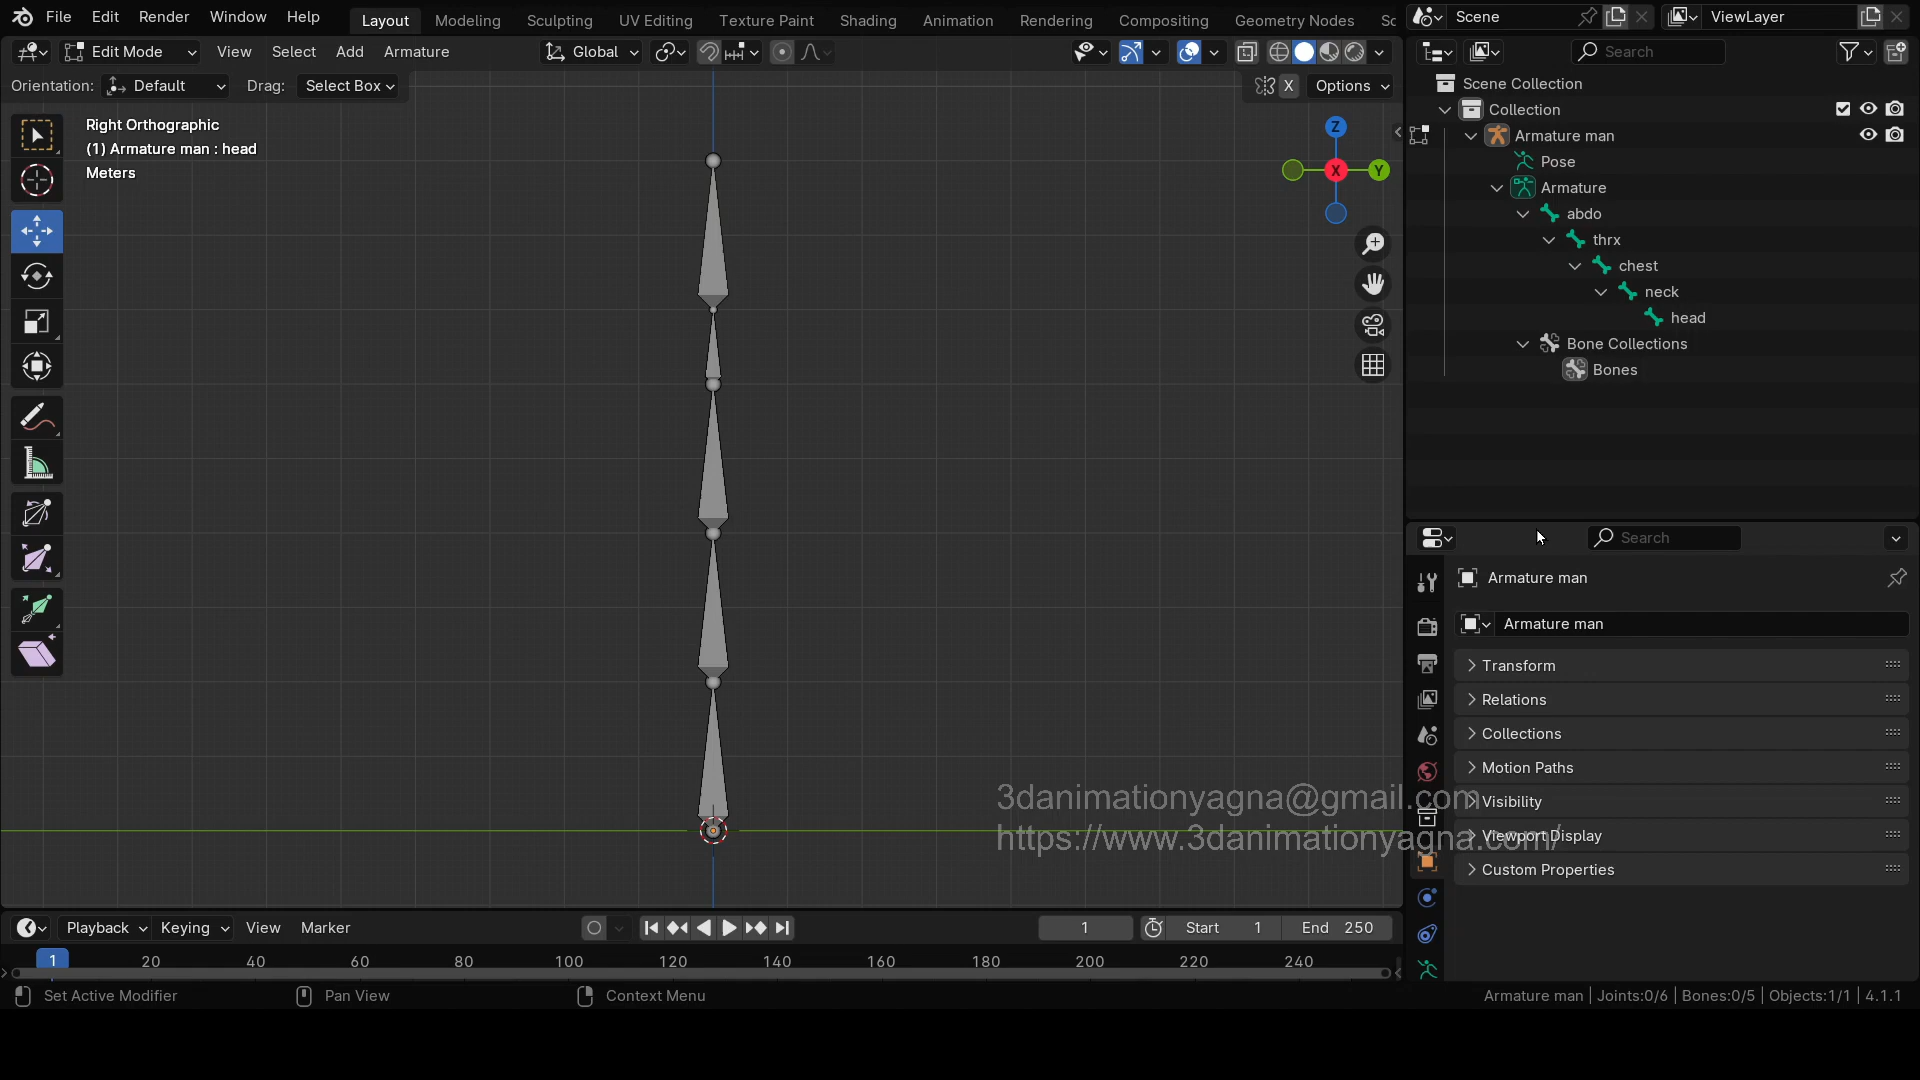 File Edit Render Window Help Layout Modeling Sculpting UV Editing Texture Paint Shading Animation Rendering Compositing Geometry Nodes Sc Scene ViewLayer
Edit Mode View Select Add Armature Global Search
Orientation: Default Drag: Select Box X Options
Scene Collection
Collection
Armature man
Pose
Armature
abdo
thrx
chest
neck
head
Bone Collections
Bones
Right Orthographic
(1) Armature man : head
Meters
Z
X Y
Search
Armature man
Armature man
Transform
Relations
Collections
Motion Paths
Visibility
Viewport Display
Custom Properties
3danimationyagna@gmail.com
https://www.3danimationyagna.com/
Playback Keying View Marker 1 Start 1 End 250
1 20 40 60 80 100 120 140 160 180 200 220 240
Set Active Modifier Pan View Context Menu Armature man | Joints:0/6 | Bones:0/5 | Objects:1/1 | 4.1.1